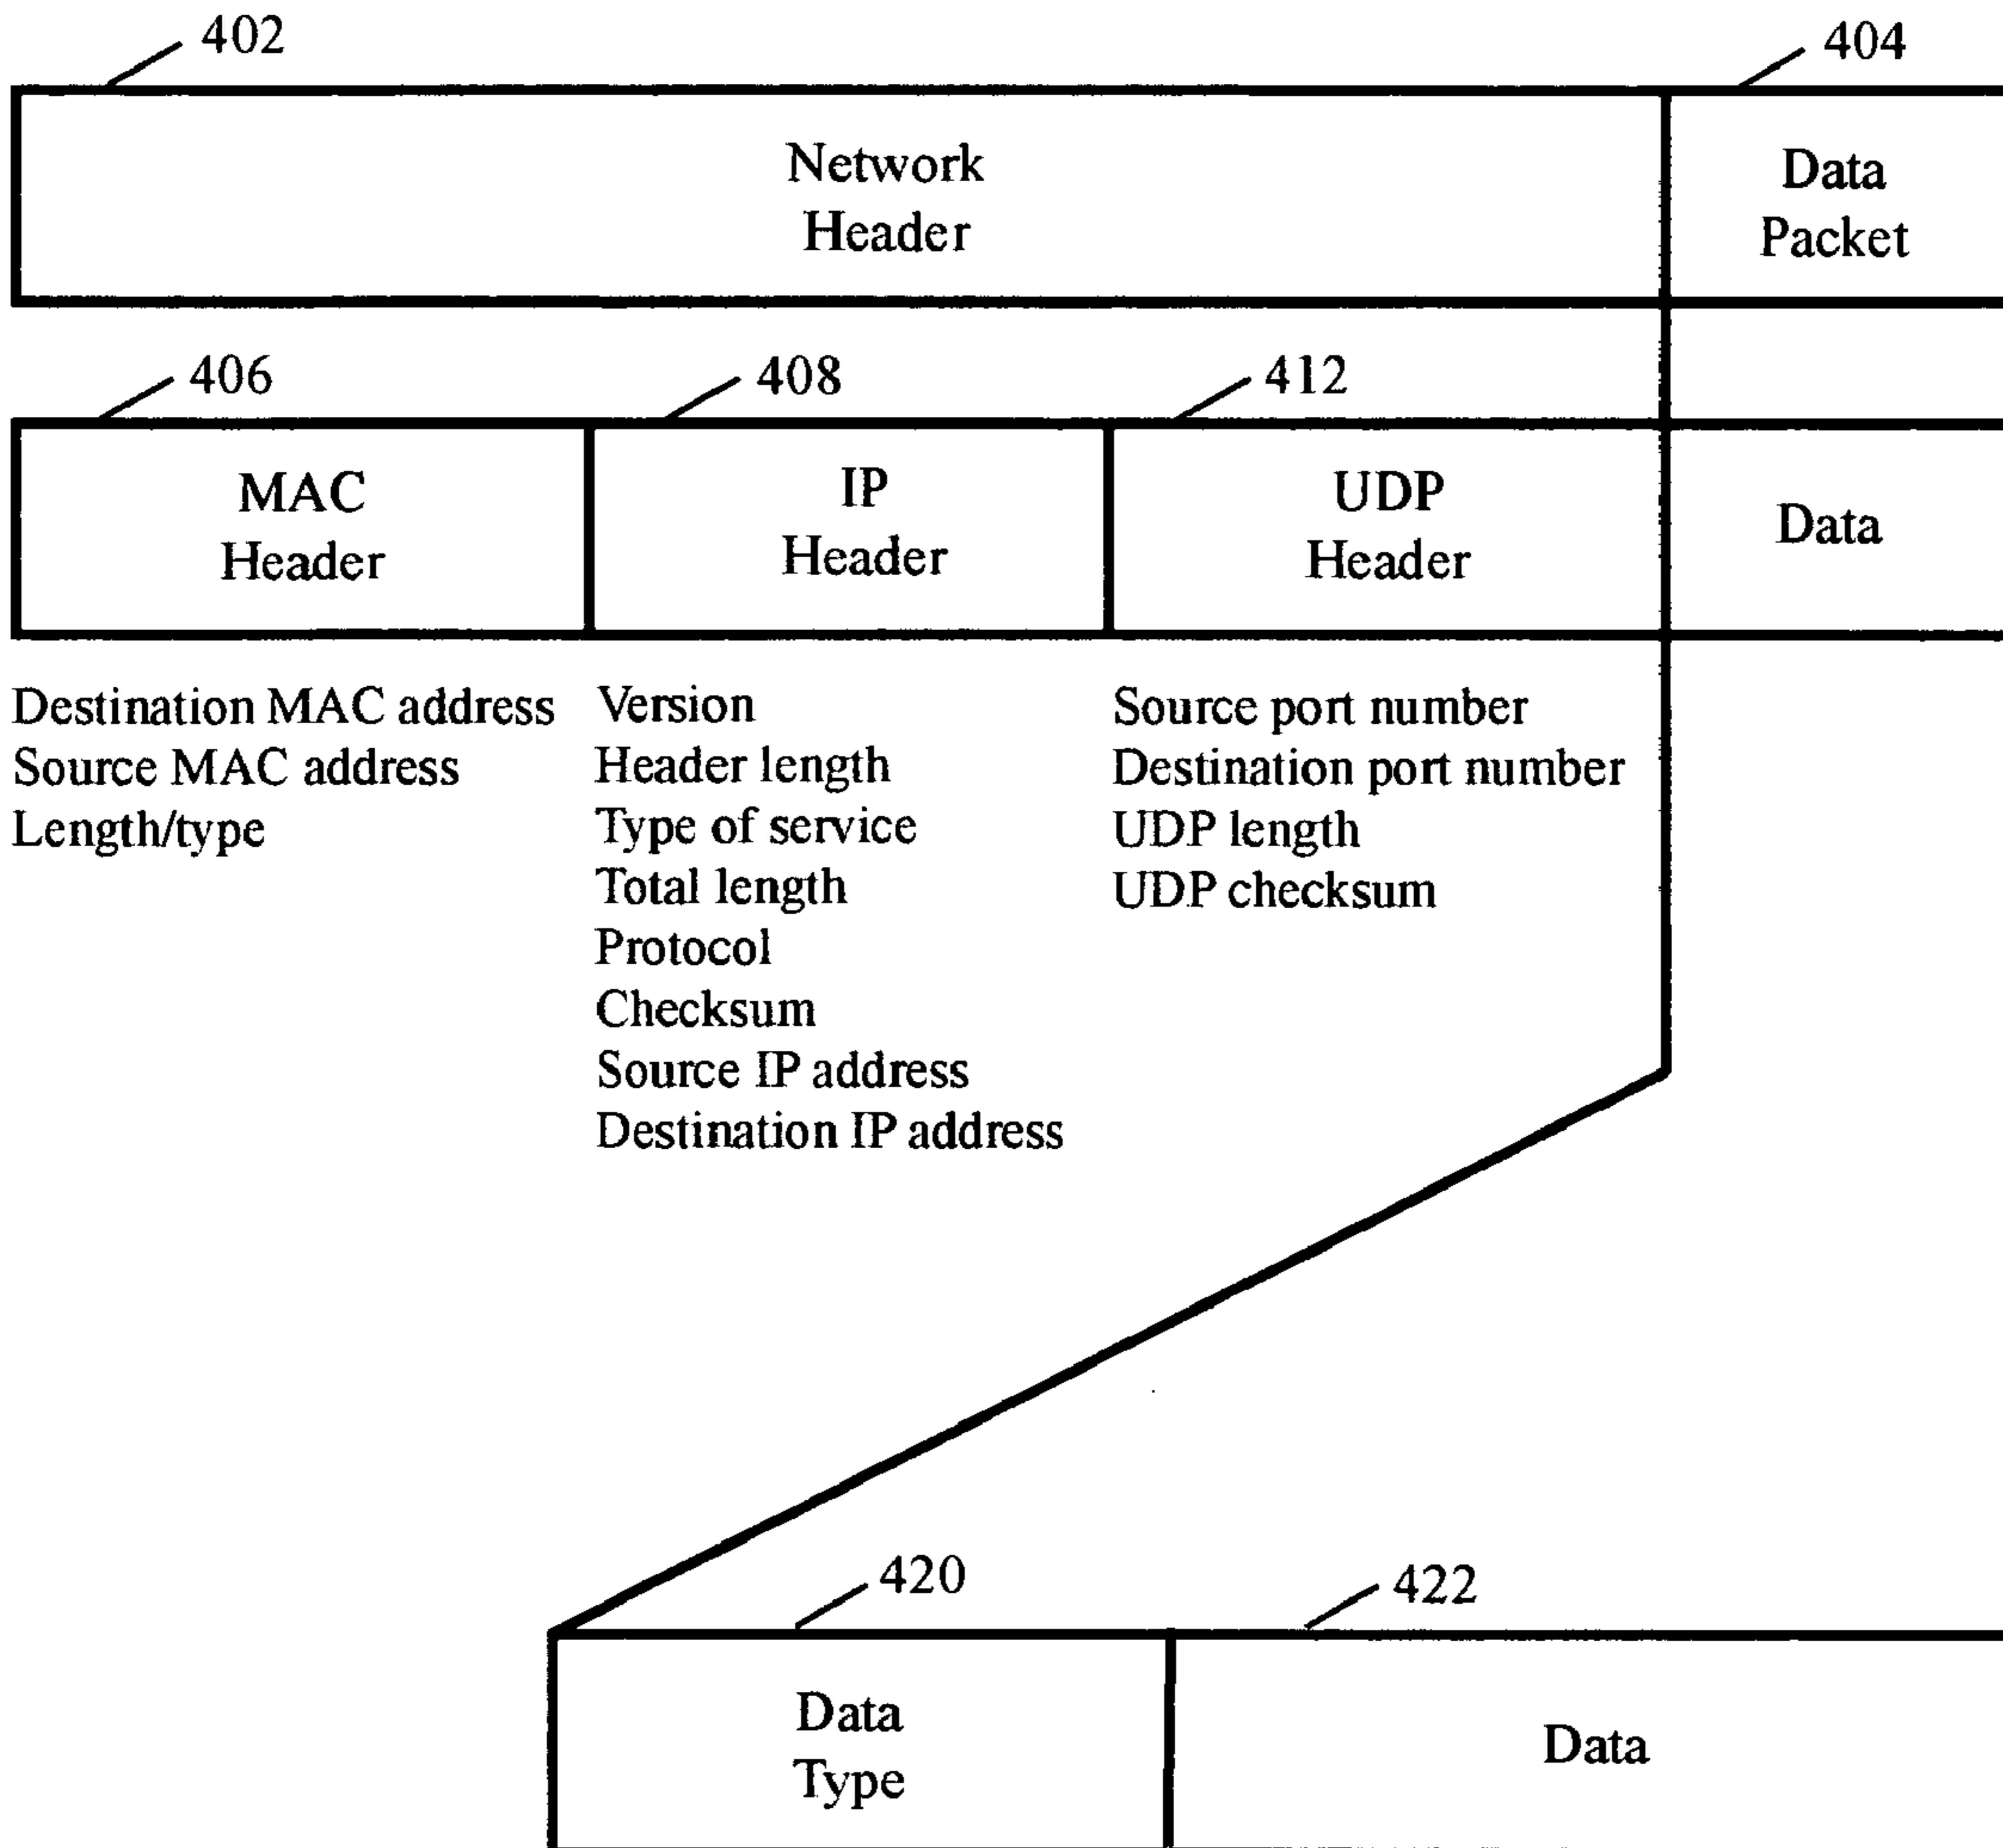 402
404
Network
Header
Data
Packet
406
408
412
MAC
Header
IP
Header
UDP
Header
Data
Destination MAC address
Source MAC address
Length/type
Version
Header length
Type of service
Total length
Protocol
Checksum
Source IP address
Destination IP address
Source port number
Destination port number
UDP length
UDP checksum
420
422
Data
Type
Data